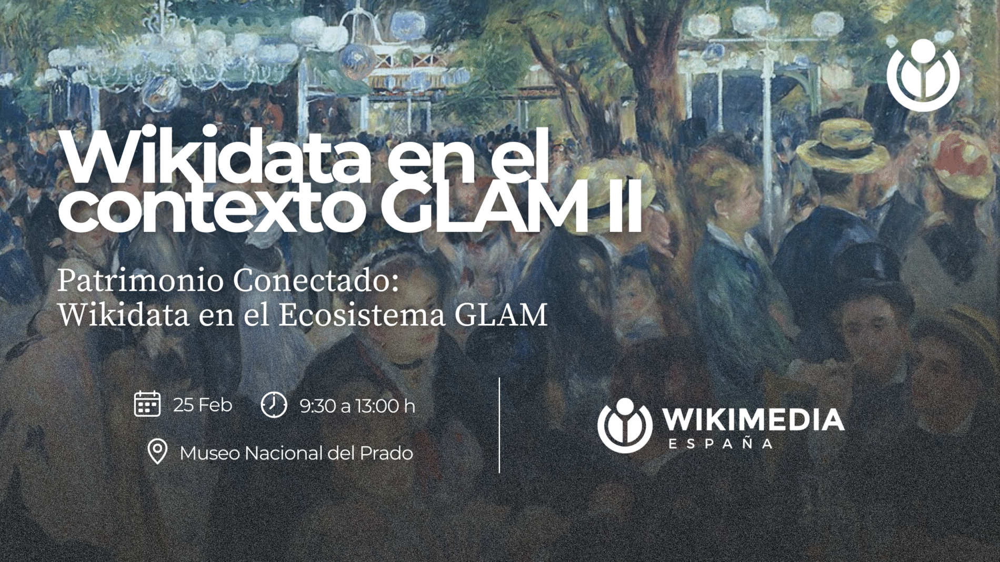 Wikidata en el
contexto GLAM II
Patrimonio Conectado:
Wikidata en el Ecosistema GLAM
25 Feb
9:30 a 13:00 h
Museo Nacional del Prado
WIKIMEDIA
ESPAÑA